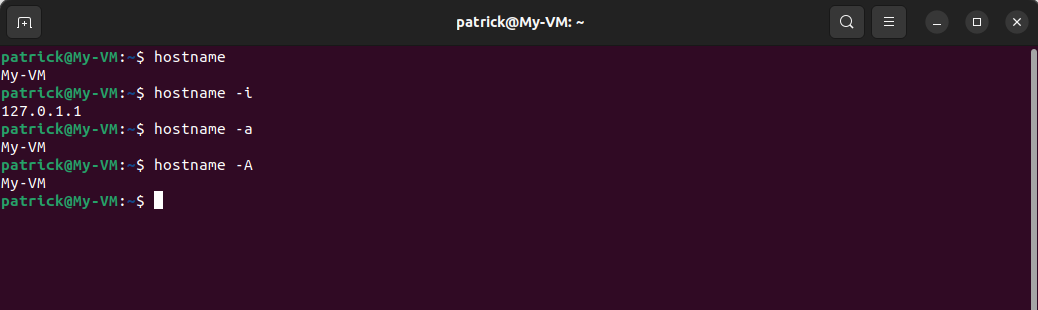 patrick@My-VM: ~
patrick@My-VM:~$ hostname
My-VM
patrick@My-VM:~$ hostname -i
127.0.1.1
patrick@My-VM:~$ hostname -a
My-VM
patrick@My-VM:~$ hostname -A
My-VM
patrick@My-VM:~$